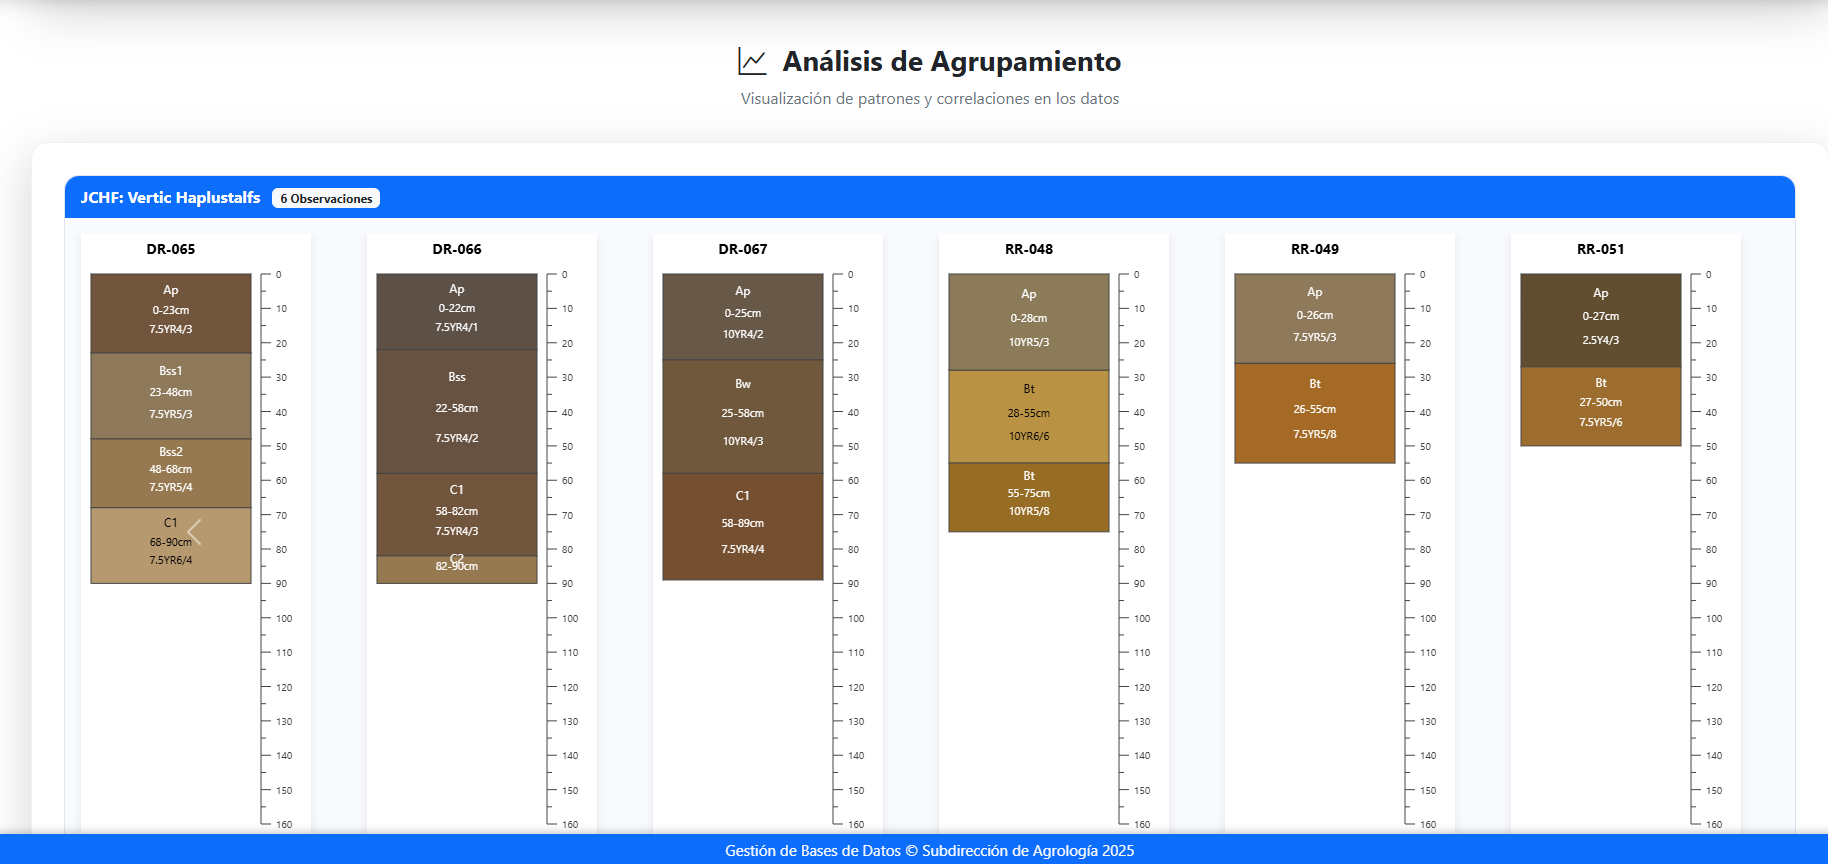 Análisis de Agrupamiento
Visualización de patrones y correlaciones en los datos
JCHF: Vertic Haplustalfs 6 Observaciones
DR-065
Ap
0-23cm
7.5YR4/3
Bss1
23-48cm
7.5YR5/3
Bss2
48-68cm
7.5YR5/4
C1
68-90cm
7.5YR6/4
0
10
20
30
40
50
60
70
80
90
100
110
120
130
140
150
160
DR-066
Ap
0-22cm
7.5YR4/1
Bss
22-58cm
7.5YR4/2
C1
58-82cm
7.5YR4/3
C2
82-90cm
0
10
20
30
40
50
60
70
80
90
100
110
120
130
140
150
160
DR-067
Ap
0-25cm
10YR4/2
Bw
25-58cm
10YR4/3
C1
58-89cm
7.5YR4/4
0
10
20
30
40
50
60
70
80
90
100
110
120
130
140
150
160
RR-048
Ap
0-28cm
10YR5/3
Bt
28-55cm
10YR6/6
Bt
55-75cm
10YR5/8
0
10
20
30
40
50
60
70
80
90
100
110
120
130
140
150
160
RR-049
Ap
0-26cm
7.5YR5/3
Bt
26-55cm
7.5YR5/8
0
10
20
30
40
50
60
70
80
90
100
110
120
130
140
150
160
RR-051
Ap
0-27cm
2.5Y4/3
Bt
27-50cm
7.5YR5/6
0
10
20
30
40
50
60
70
80
90
100
110
120
130
140
150
160
Gestión de Bases de Datos © Subdirección de Agrología 2025